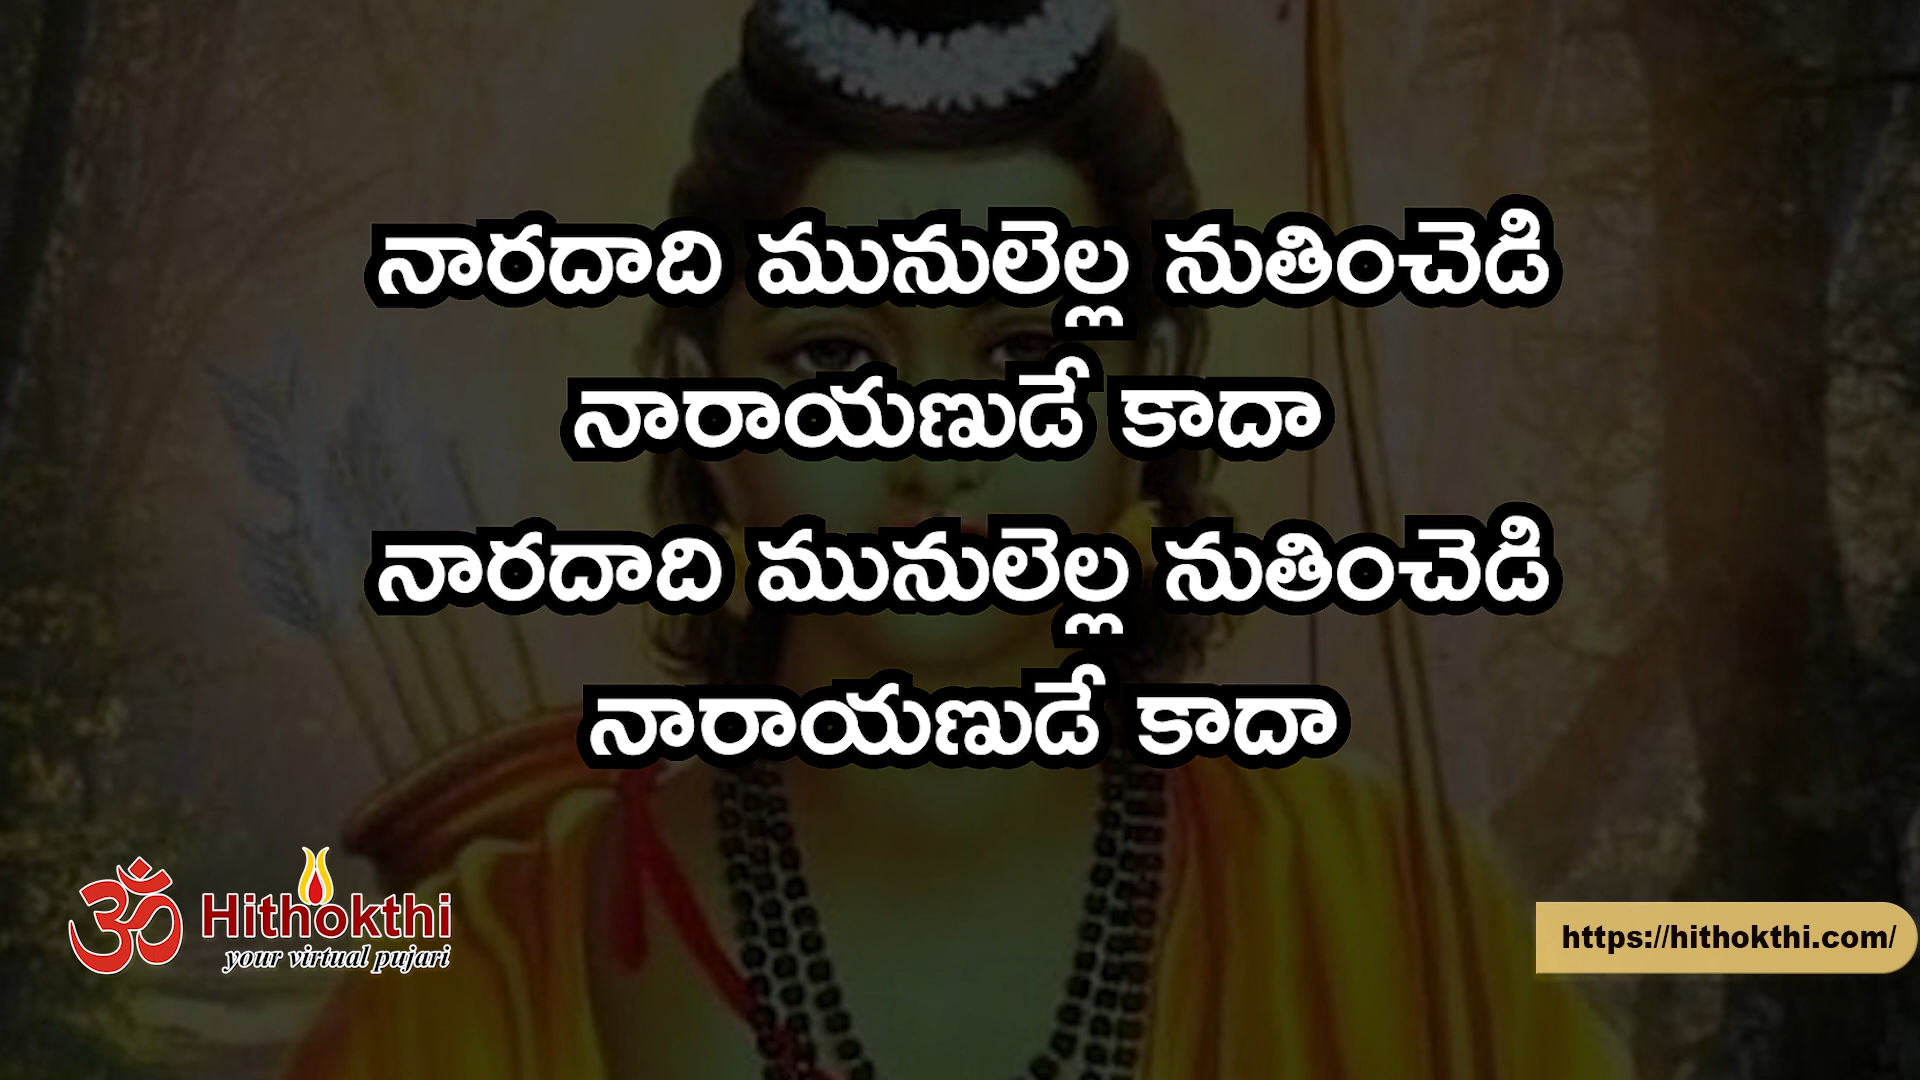 నారదాది మునులెల్ల నుతించెడి
నారాయణుడే కాదా
నారదాది మునులెల్ల నుతించెడి
నారాయణుడే కాదా
ॐ Hithokthi
your virtual pujari
https://hithokthi.com/